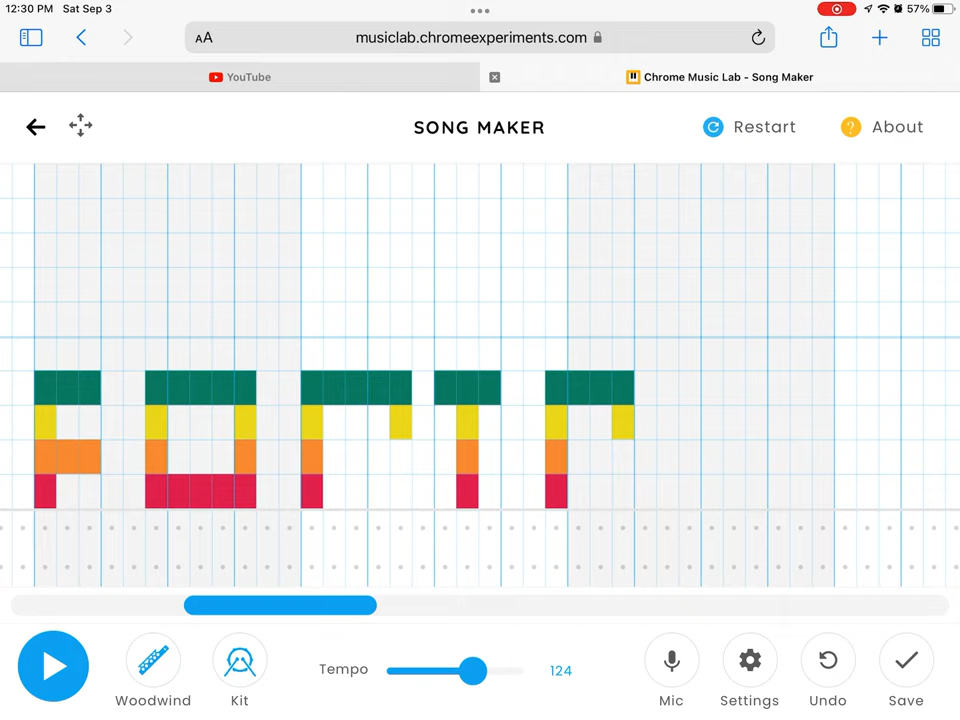 12:30 PM Sat Sep 3
57%
AA musiclab.chromeexperiments.com
YouTube
Chrome Music Lab - Song Maker
SONG MAKER
Restart
? About
Woodwind
Kit
Tempo
124
Mic
Settings
Undo
Save